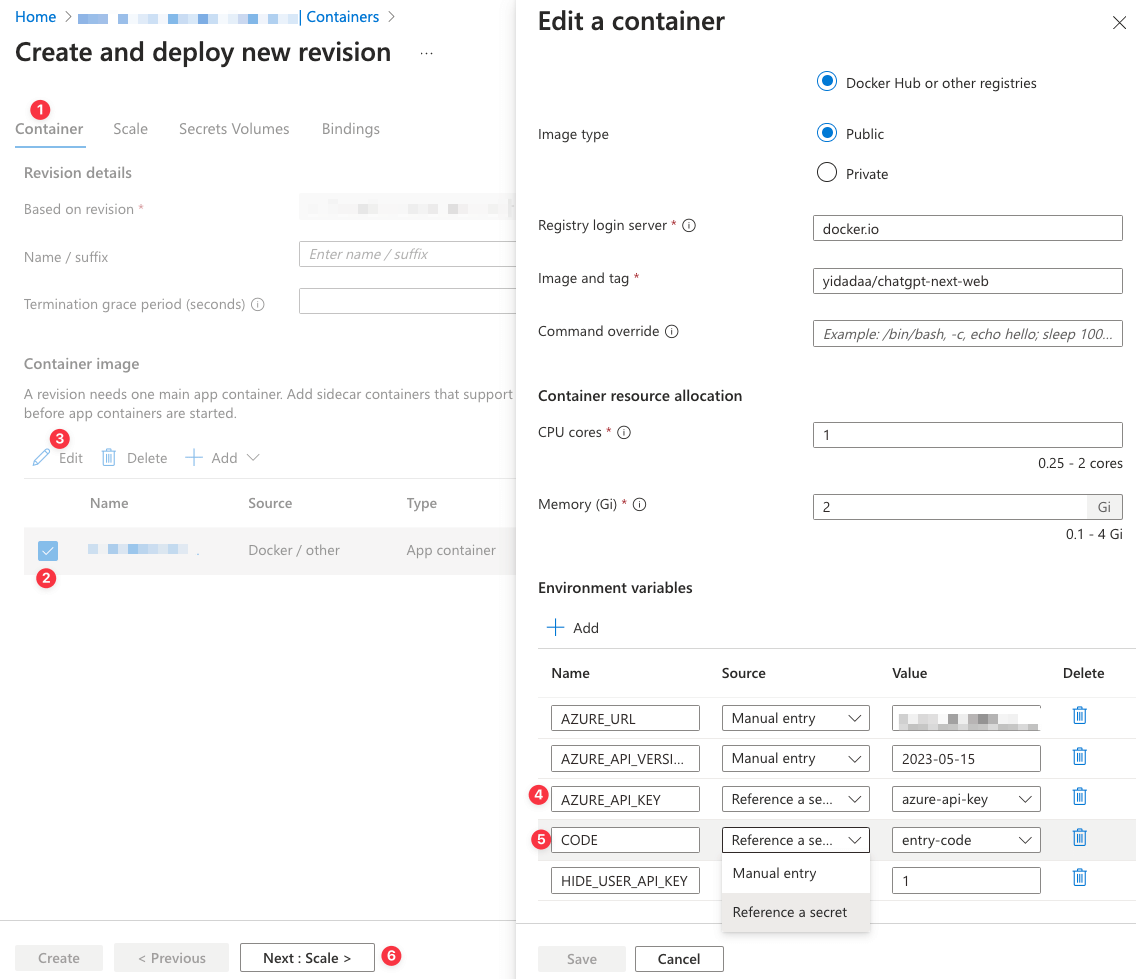 Home > | Containers >
Create and deploy new revision ...
1
Container Scale Secrets Volumes Bindings
Revision details
Based on revision *
Name / suffix Enter name / suffix
Termination grace period (seconds)
Container image
A revision needs one main app container. Add sidecar containers that support
before app containers are started.
3
Edit Delete Add
Name Source Type
Docker / other App container
2
Create < Previous Next : Scale > 6
Edit a container
Docker Hub or other registries
Image type Public
Private
Registry login server * docker.io
Image and tag * yidadaa/chatgpt-next-web
Command override Example: /bin/bash, -c, echo hello; sleep 100...
Container resource allocation
CPU cores * 1
0.25 - 2 cores
Memory (Gi) * 2 Gi
0.1 - 4 Gi
Environment variables
Add
Name Source Value Delete
AZURE_URL Manual entry
AZURE_API_VERSI... Manual entry 2023-05-15
4 AZURE_API_KEY Reference a se... azure-api-key
5 CODE Reference a se... entry-code
Manual entry
HIDE_USER_API_KEY 1
Reference a secret
Save Cancel